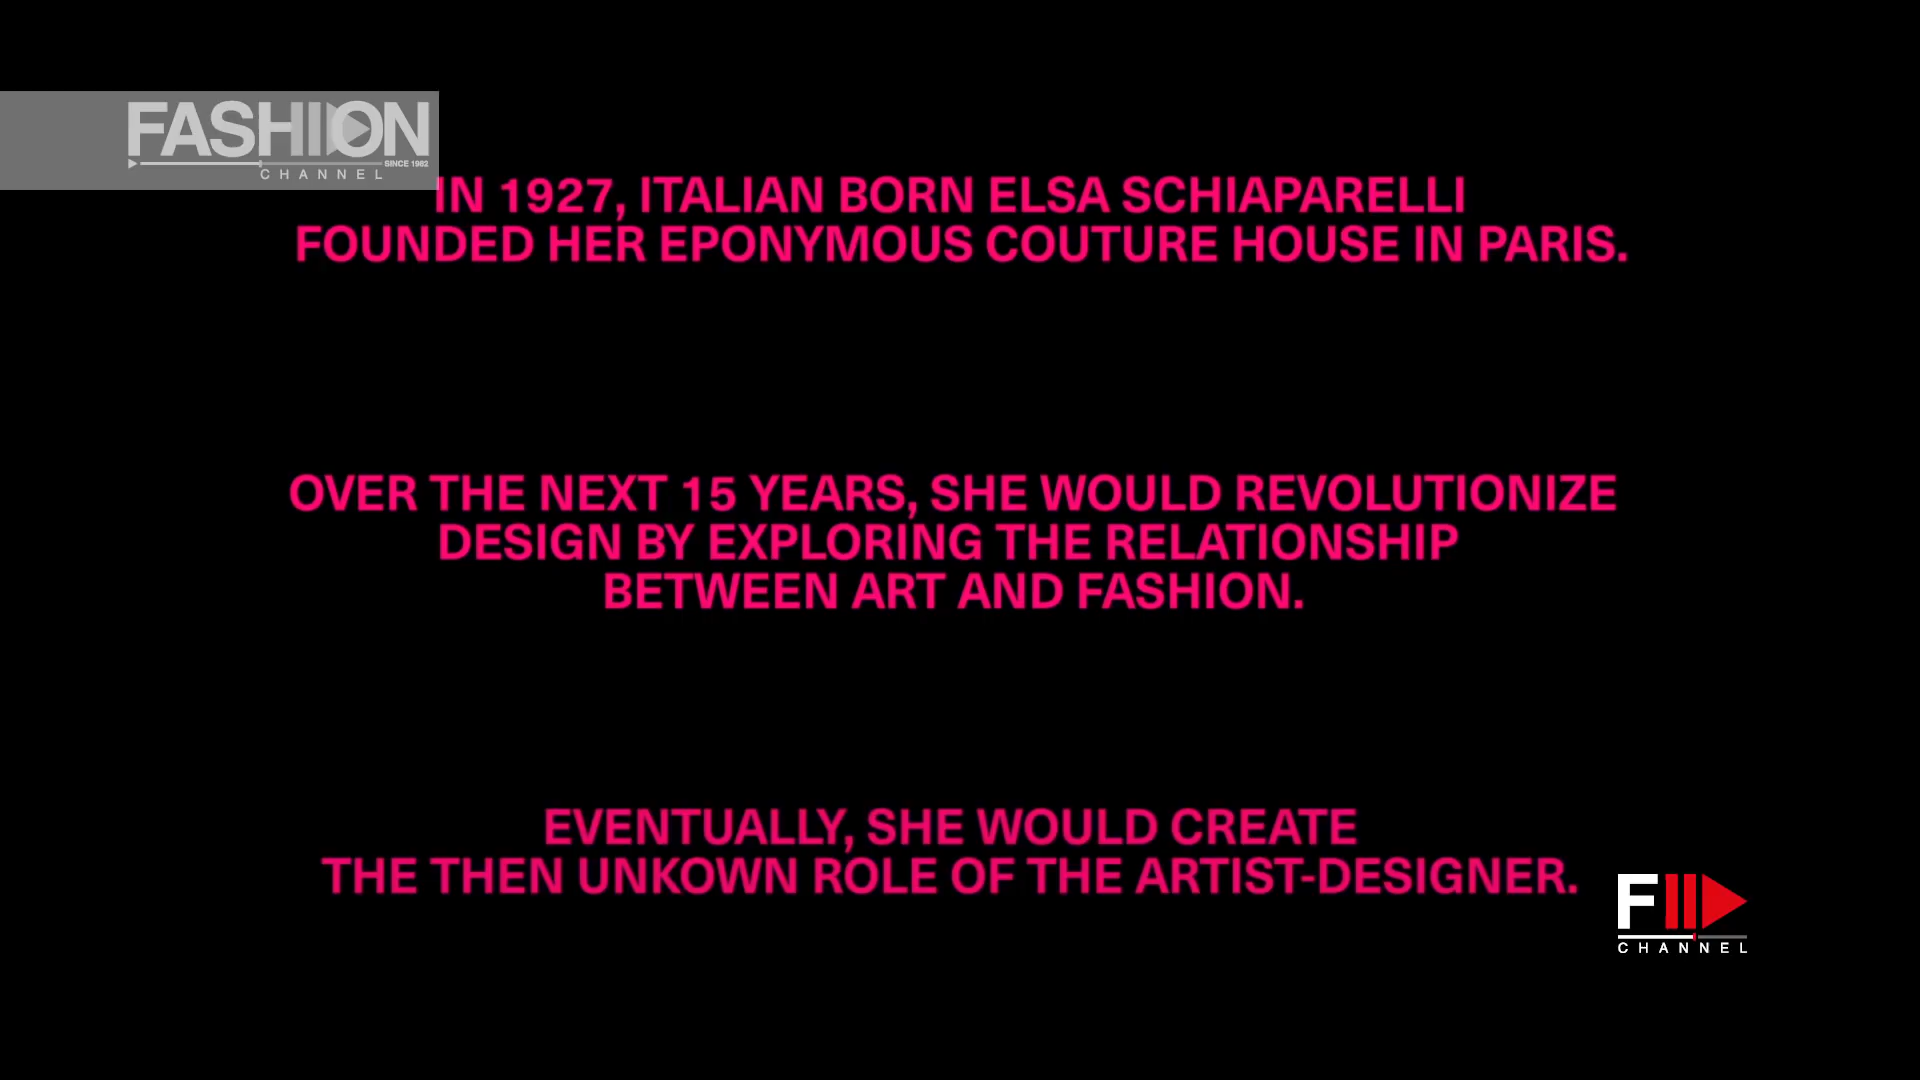 FASHION
SINCE 1982
CHANNEL
IN 1927, ITALIAN BORN ELSA SCHIAPARELLI
FOUNDED HER EPONYMOUS COUTURE HOUSE IN PARIS.
OVER THE NEXT 15 YEARS, SHE WOULD REVOLUTIONIZE
DESIGN BY EXPLORING THE RELATIONSHIP
BETWEEN ART AND FASHION.
EVENTUALLY, SHE WOULD CREATE
THE THEN UNKOWN ROLE OF THE ARTIST-DESIGNER.
F
CHANNEL